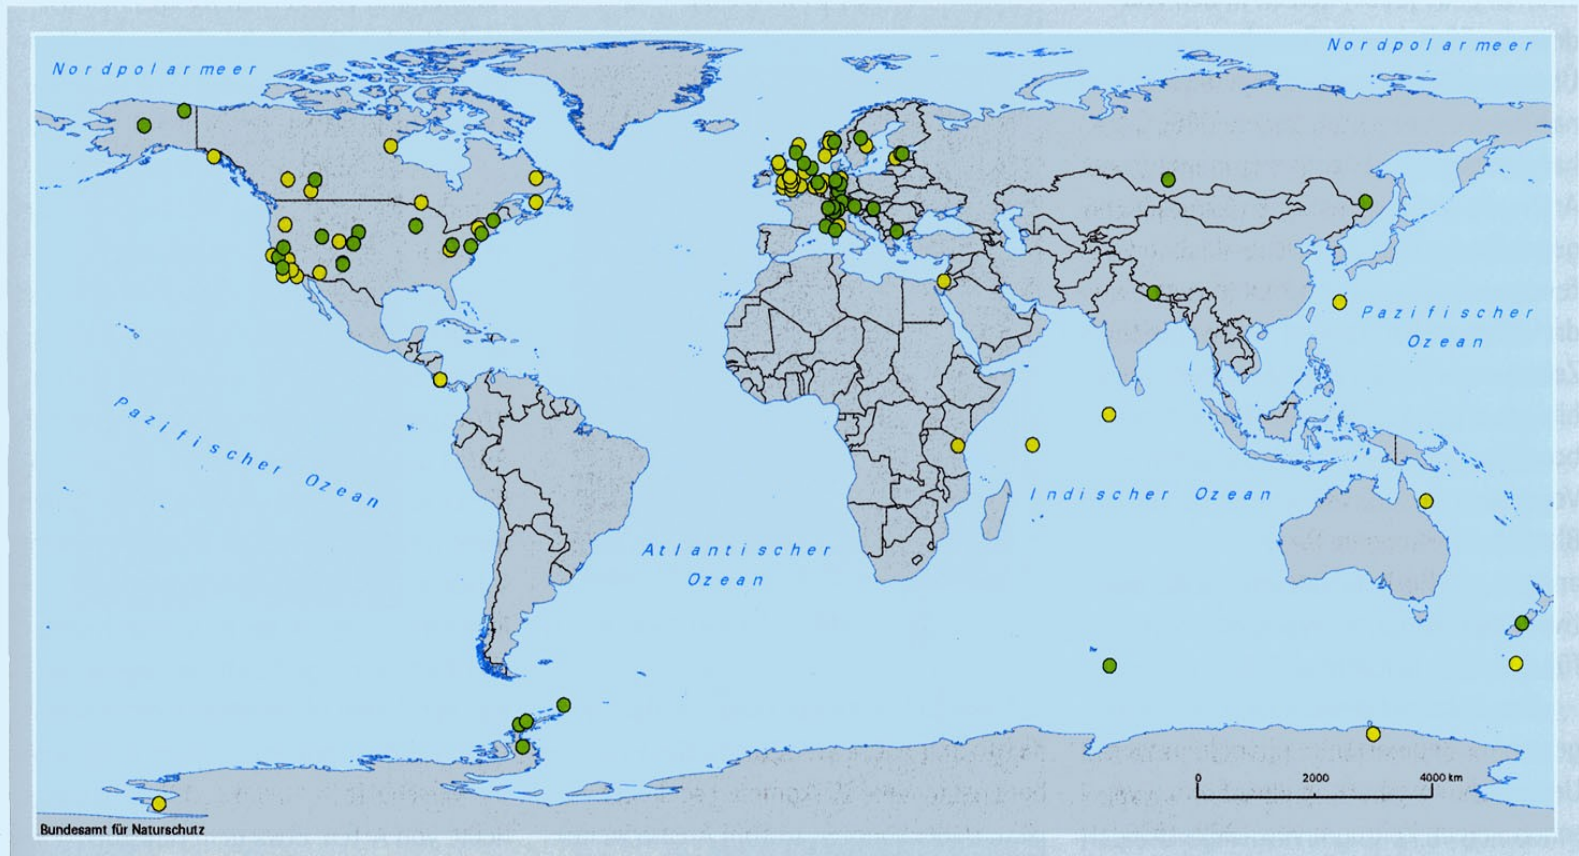 Nordpolarmeer
Nordpolarmeer
Pazifischer
Ozean
Pazifischer Ozean
Indischer Ozean
Atlantischer
Ozean
0 2000 4000 km
Bundesamt für Naturschutz